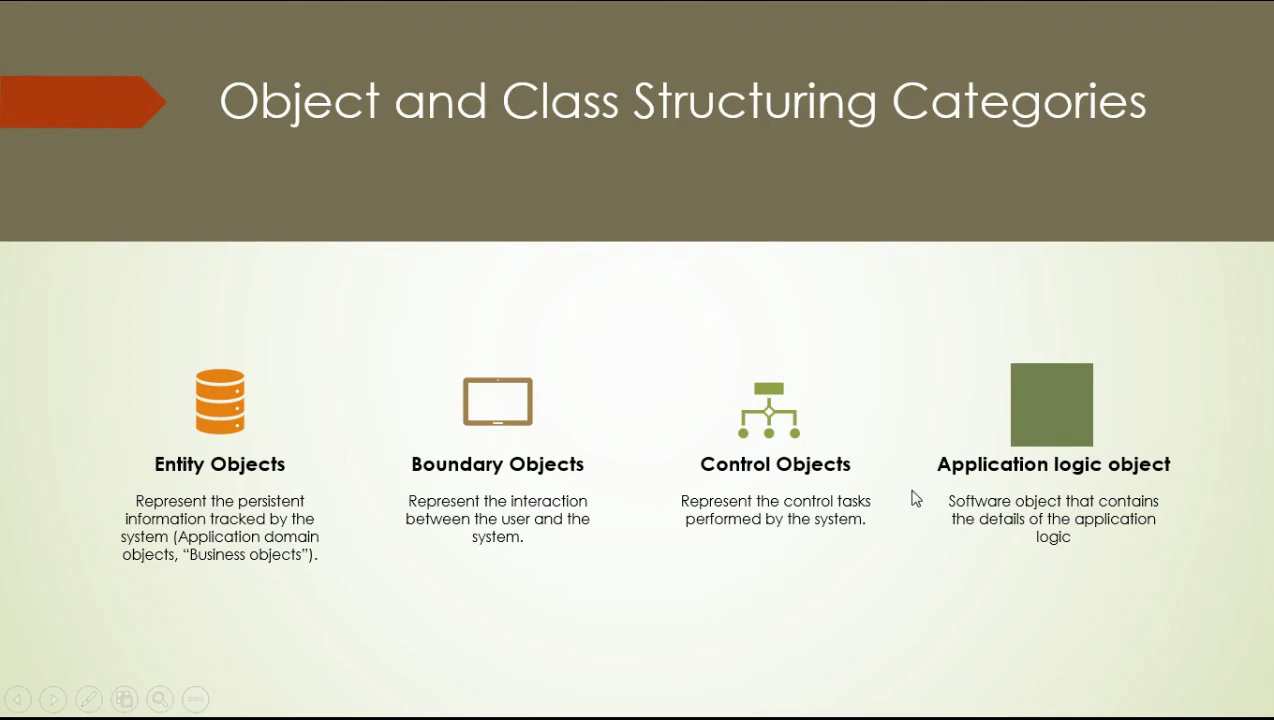 Object and Class Structuring Categories
Entity Objects
Represent the persistent
information tracked by the
system (Application domain
objects, “Business objects”).
Boundary Objects
Represent the interaction
between the user and the
system.
Control Objects
Represent the control tasks
performed by the system.
Application logic object
Software object that contains
the details of the application
logic